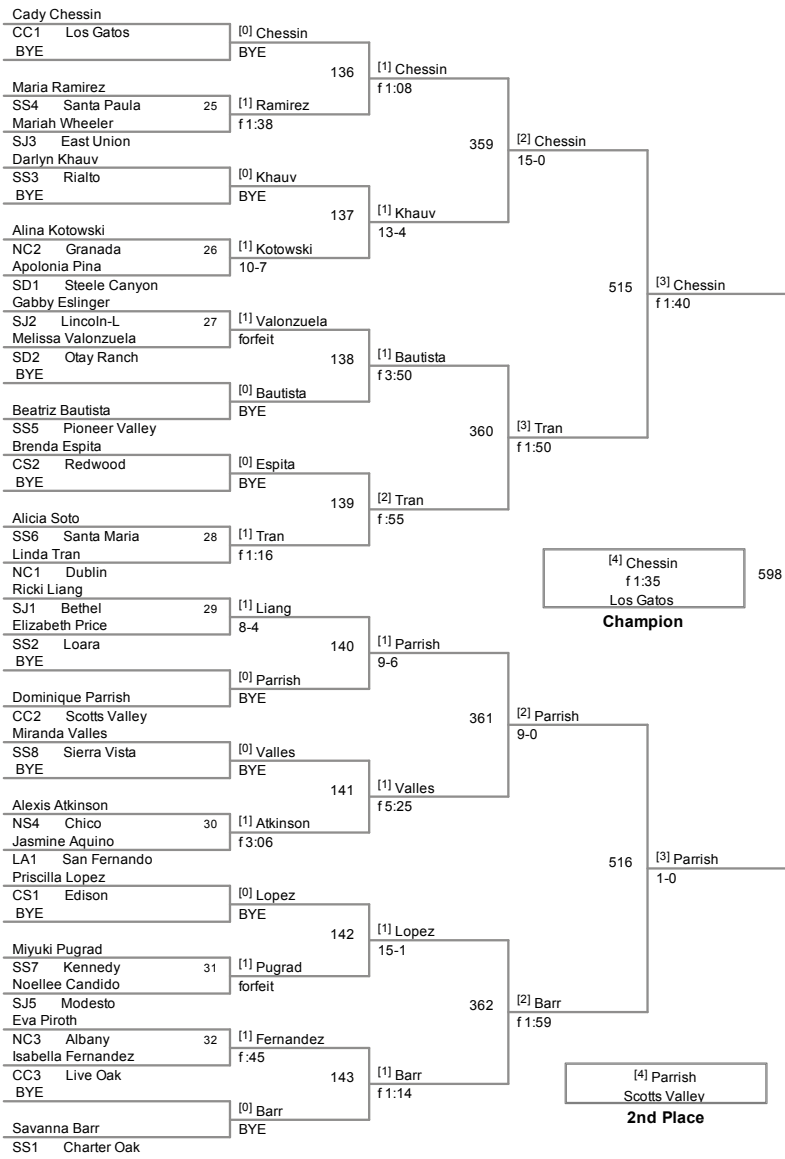 Cady Chessin
CC1 Los Gatos
BYE
[0] Chessin
BYE
136
[1] Chessin
f 1:08
Maria Ramirez
SS4 Santa Paula 25
Mariah Wheeler
SJ3 East Union
[1] Ramirez
f 1:38
359
[2] Chessin
15-0
Darlyn Khauv
SS3 Rialto
BYE
[0] Khauv
BYE
137
[1] Khauv
13-4
Alina Kotowski
NC2 Granada 26
Apolonia Pina
SD1 Steele Canyon
[1] Kotowski
10-7
515
[3] Chessin
f 1:40
Gabby Eslinger
SJ2 Lincoln-L 27
Melissa Valonzuela
SD2 Otay Ranch
[1] Valonzuela
forfeit
138
[1] Bautista
f 3:50
BYE
Beatriz Bautista
SS5 Pioneer Valley
[0] Bautista
BYE
360
[3] Tran
f 1:50
Brenda Espita
CS2 Redwood
BYE
[0] Espita
BYE
139
[2] Tran
f :55
Alicia Soto
SS6 Santa Maria 28
Linda Tran
NC1 Dublin
[1] Tran
f 1:16
[4] Chessin
f 1:35
Los Gatos
598
Champion
Ricki Liang
SJ1 Bethel 29
Elizabeth Price
SS2 Loara
[1] Liang
8-4
140
[1] Parrish
9-6
BYE
Dominique Parrish
CC2 Scotts Valley
[0] Parrish
BYE
361
[2] Parrish
9-0
Miranda Valles
SS8 Sierra Vista
BYE
[0] Valles
BYE
141
[1] Valles
f 5:25
Alexis Atkinson
NS4 Chico 30
Jasmine Aquino
LA1 San Fernando
[1] Atkinson
f 3:06
516
[3] Parrish
1-0
Priscilla Lopez
CS1 Edison
BYE
[0] Lopez
BYE
142
[1] Lopez
15-1
Miyuki Pugrad
SS7 Kennedy 31
Noellee Candido
SJ5 Modesto
[1] Pugrad
forfeit
362
[2] Barr
f 1:59
Eva Piroth
NC3 Albany 32
Isabella Fernandez
CC3 Live Oak
[1] Fernandez
f :45
143
[1] Barr
f 1:14
BYE
Savanna Barr
SS1 Charter Oak
[0] Barr
BYE
[4] Parrish
Scotts Valley
2nd Place